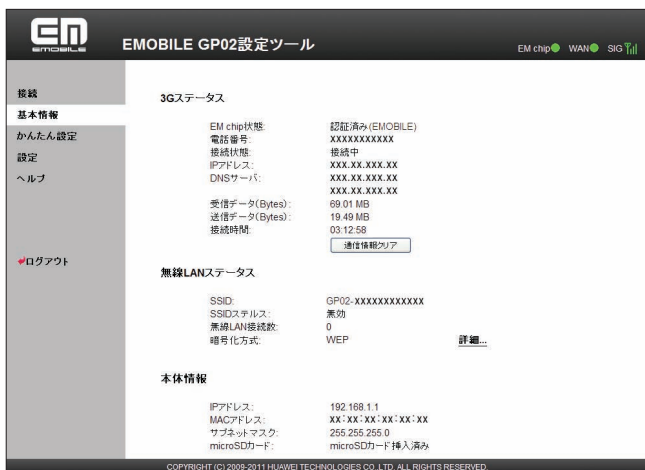 EM
EMOBILE
EMOBILE GP02設定ツール
EM chip WAN SIG
接続
基本情報
かんたん設定
設定
ヘルプ
ログアウト
3Gステータス
EM chip状態: 認証済み(EMOBILE)
電話番号: XXXXXXXXXXX
接続状態: 接続中
IPアドレス: XXX.XX.XXX.XX
DNSサーバ: XXX.XX.XXX.XX
XXX.XX.XXX.XX
受信データ(Bytes): 69.01 MB
送信データ(Bytes): 19.49 MB
接続時間: 03:12:58
通信情報クリア
無線LANステータス
SSID: GP02-XXXXXXXXXXXX
SSIDステルス: 無効
無線LAN接続数: 0
暗号化方式: WEP 詳細...
本体情報
IPアドレス: 192.168.1.1
MACアドレス: XX:XX:XX:XX:XX:XX
サブネットマスク: 255.255.255.0
microSDカード: microSDカード挿入済み
COPYRIGHT (C) 2009-2011 HUAWEI TECHNOLOGIES CO.,LTD. ALL RIGHTS RESERVED.